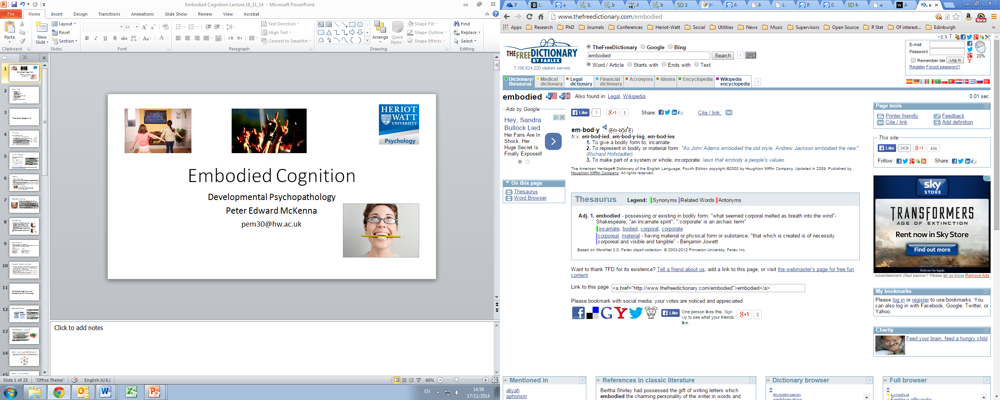 Embodied Cognition Lecture 18_11_14 - Microsoft PowerPoint
File Home Insert Design Transitions Animations Slide Show Review View Acrobat
Paste
Clipboard
New Slide
Layout
Reset
Section
Slides
44
Font
Text Direction
Align Text
Convert to SmartArt
Paragraph
Arrange
Quick Styles
Shape Fill
Shape Outline
Shape Effects
Drawing
Find
Replace
Select
Editing
1
2
3
4
5
6
7
8
9
10
11
12
13
14
15
HERIOT
WATT
UNIVERSITY
Psychology
Embodied Cognition
Developmental Psychopathology
Peter Edward McKenna
pem30@hw.ac.uk
Click to add notes
Slide 1 of 23 "Office Theme" English (U.K.) 66%
EN 14:59
17/11/2014
www.thefreedictionary.com/embodied
Apps Research PhD Journals Conferences Heriot-Watt Social Utilities News Music Supervisors Open Source R Stat Of interest... Edinburgh »
THEFREEDICTIONARY
BY FARLEX
7,106,624,220 visitors served.
TheFreeDictionary Google Bing
embodied Search ?
Word / Article Starts with Ends with Text
TEXT
E-mail
Password
Remember Me Log in
Register Forgot password?
20%
Dictionary/ thesaurus
Medical dictionary
Legal dictionary
Financial dictionary
Acronyms
Idioms
Encyclopedia
Wikipedia encyclopedia
?
embodied Also found in: Legal, Wikipedia 0.01 sec.
Ads by Google:
Hey, Sandra
Bullock Lied
Her Fans Are In
Shock. Her
Huge Secret Is
Finally Exposed!
On this page
Thesaurus
Word Browser
Like 1 g+1 3 Share: Cite / link:
em·bod·y (ĕm-bŏd′ē)
tr.v. em·bod·ied, em·bod·y·ing, em·bod·ies
1. To give a bodily form to; incarnate.
2. To represent in bodily or material form: "As John Adams embodied the old style, Andrew Jackson embodied the new"
(Richard Hofstadter).
3. To make part of a system or whole; incorporate: laws that embody a people's values.
The American Heritage® Dictionary of the English Language, Fourth Edition copyright ©2000 by Houghton Mifflin Company. Updated in 2009. Published by
Houghton Mifflin Company. All rights reserved.
Thesaurus Legend: Synonyms Related Words Antonyms
Adj. 1. embodied - possessing or existing in bodily form; "what seemed corporal melted as breath into the wind"-
Shakespeare; "an incarnate spirit"; "`corporate' is an archaic term"
incarnate, bodied, corporal, corporate
corporeal, material - having material or physical form or substance; "that which is created is of necessity
corporeal and visible and tangible" - Benjamin Jowett
Based on WordNet 3.0, Farlex clipart collection. © 2003-2012 Princeton University, Farlex Inc.
Want to thank TFD for its existence? Tell a friend about us, add a link to this page, or visit the webmaster's page for free fun
content.
Link to this page: <a href="http://www.thefreedictionary.com/embodied">embodied</a>
Please bookmark with social media, your votes are noticed and appreciated:
Like One person likes this. Sign
Up to see what your friends
like.
g+1 3
Page tools ?
Printer friendly Feedback
Cite / link Add definition
This site:
Like 343k g+1 45k
Follow: Share:
sky
STORE
TRANSFORMERS
AGE OF EXTINCTION
Rent now in Sky Store
Find out more
Rollover for legals
Advertisement (Bad banner? Please let us know Remove Ads
My bookmarks ?
Please log in or register to use bookmarks. You
can also log in with Facebook, Google, Twitter, or
Yahoo.
Charity ?
Feed your brain, feed a hungry child
Mentioned in ?
aliyah
aphorism
References in classic literature ?
Bertha Shirley had possessed the gift of writing letters which
embodied the charming personality of the writer in words and
Dictionary browser ?
emblematist
emblematize
Full browser ?
Emblica
Emblica officinalis